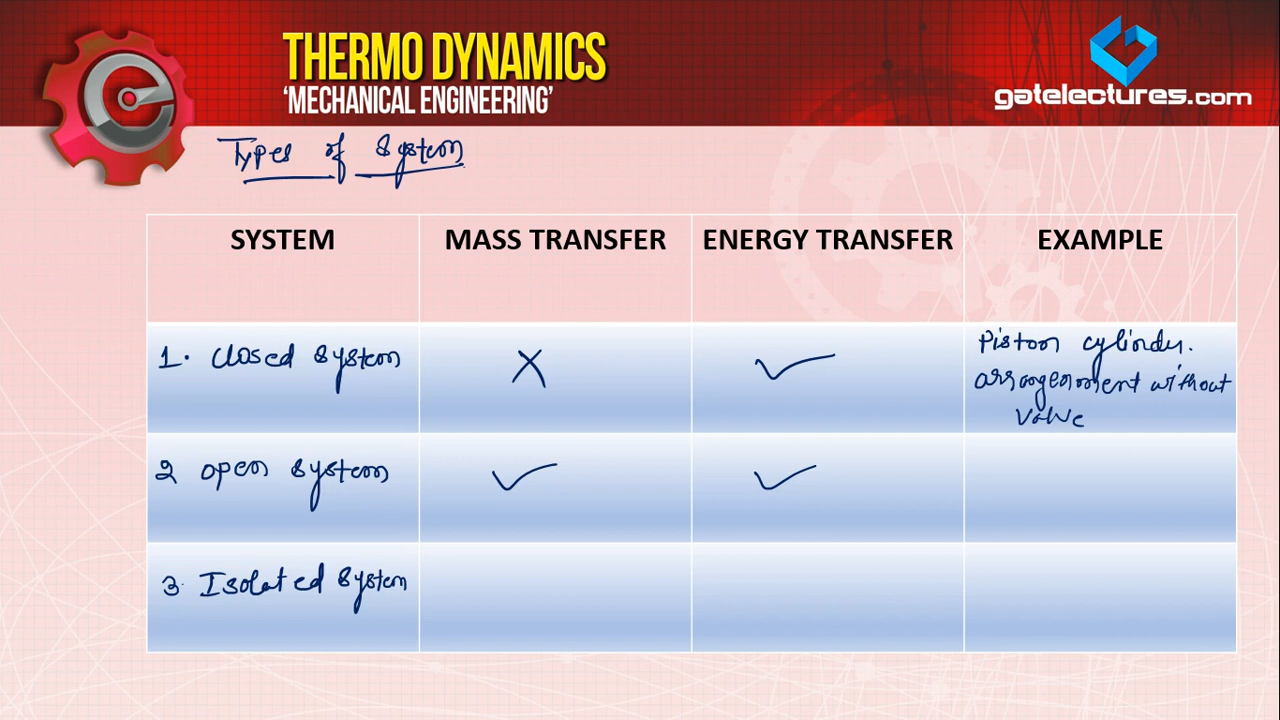 THERMO DYNAMICS
‘MECHANICAL ENGINEERING’
gatelectures.com
Types of System
SYSTEM MASS TRANSFER ENERGY TRANSFER EXAMPLE
1. closed system X ✓ Piston cylinder.
arrangement without
valve
2 open system ✓ ✓
3. Isolated system